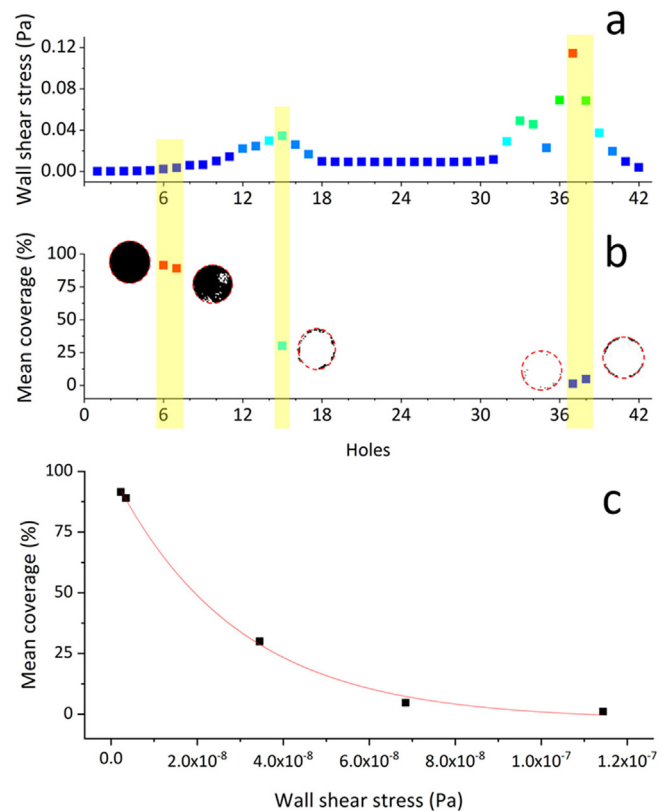 a
Wall shear stress (Pa)
0.12
0.08
0.04
0.00
6 12 18 24 30 36 42
b
Mean coverage (%)
100
75
50
25
0
0 6 12 18 24 30 36 42
Holes
c
Mean coverage (%)
100
75
50
25
0
0.0 2.0x10⁻⁸ 4.0x10⁻⁸ 6.0x10⁻⁸ 8.0x10⁻⁸ 1.0x10⁻⁷ 1.2x10⁻⁷
Wall shear stress (Pa)